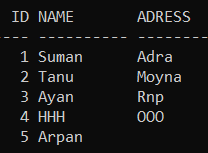 ID NAME ADRESS
---- ---------- --------
1 Suman Adra
2 Tanu Moyna
3 Ayan Rnp
4 HHH OOO
5 Arpan